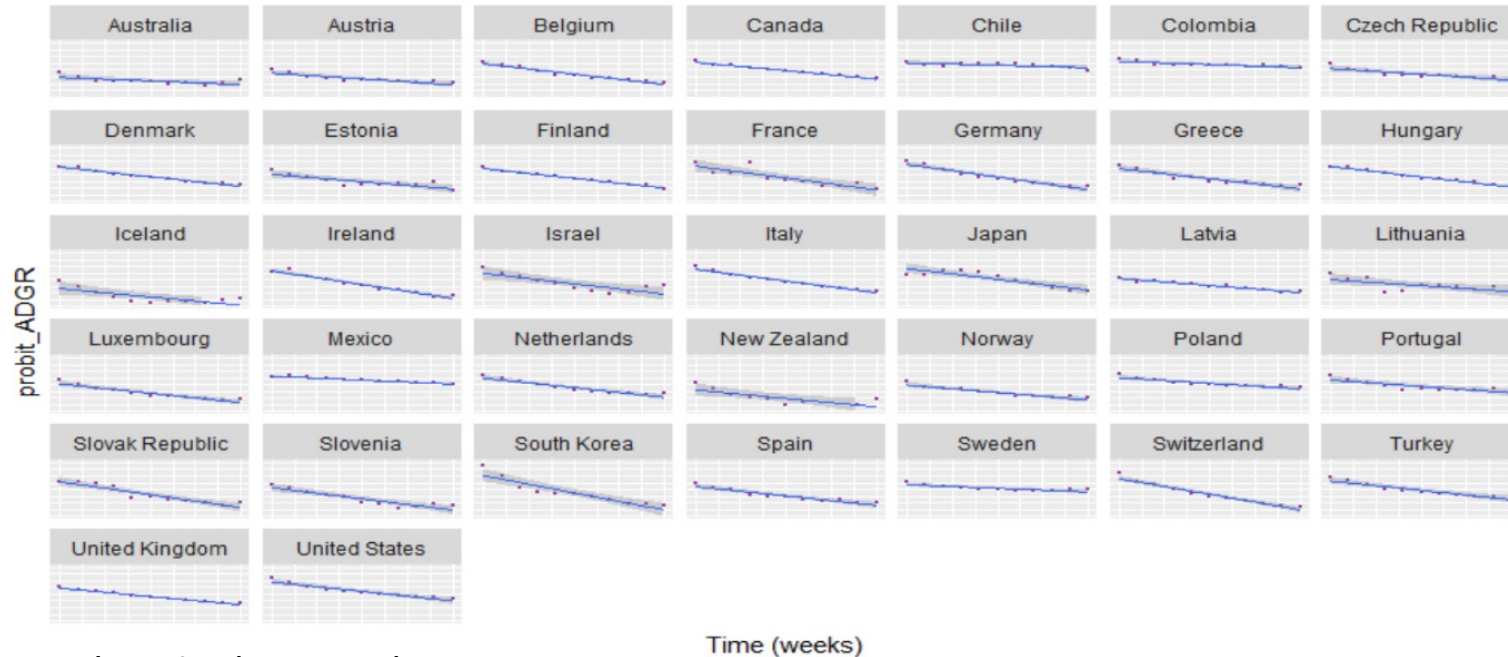 Australia Austria Belgium Canada Chile Colombia Czech Republic
Denmark Estonia Finland France Germany Greece Hungary
Iceland Ireland Israel Italy Japan Latvia Lithuania
probit_ADGR
Luxembourg Mexico Netherlands New Zealand Norway Poland Portugal
Slovak Republic Slovenia South Korea Spain Sweden Switzerland Turkey
United Kingdom United States
Time (weeks)